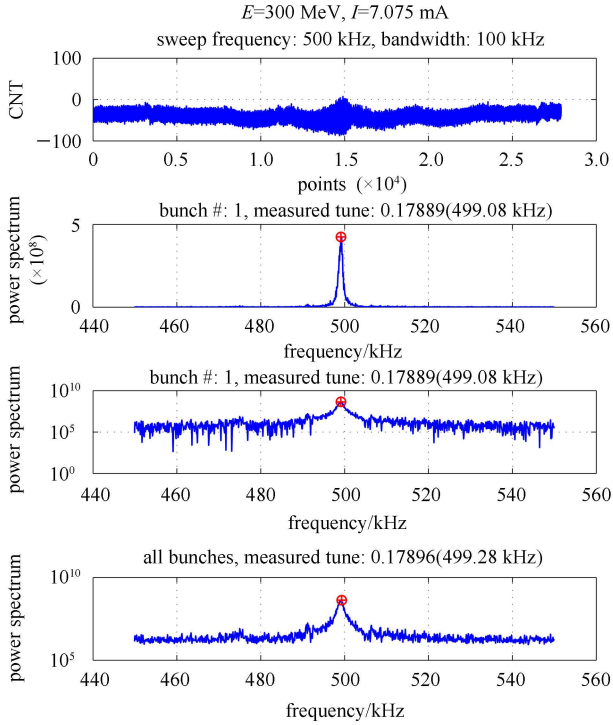 E=300 MeV, I=7.075 mA
sweep frequency: 500 kHz, bandwidth: 100 kHz
CNT
100
0
−100
0 0.5 1.0 1.5 2.0 2.5 3.0
points (×10⁴)
bunch #: 1, measured tune: 0.17889(499.08 kHz)
power spectrum
(×10⁸)
5
0
440 460 480 500 520 540 560
frequency/kHz
bunch #: 1, measured tune: 0.17889(499.08 kHz)
power spectrum
10¹⁰
10⁵
10⁰
440 460 480 500 520 540 560
frequency/kHz
all bunches, measured tune: 0.17896(499.28 kHz)
power spectrum
10¹⁰
10⁵
440 460 480 500 520 540 560
frequency/kHz